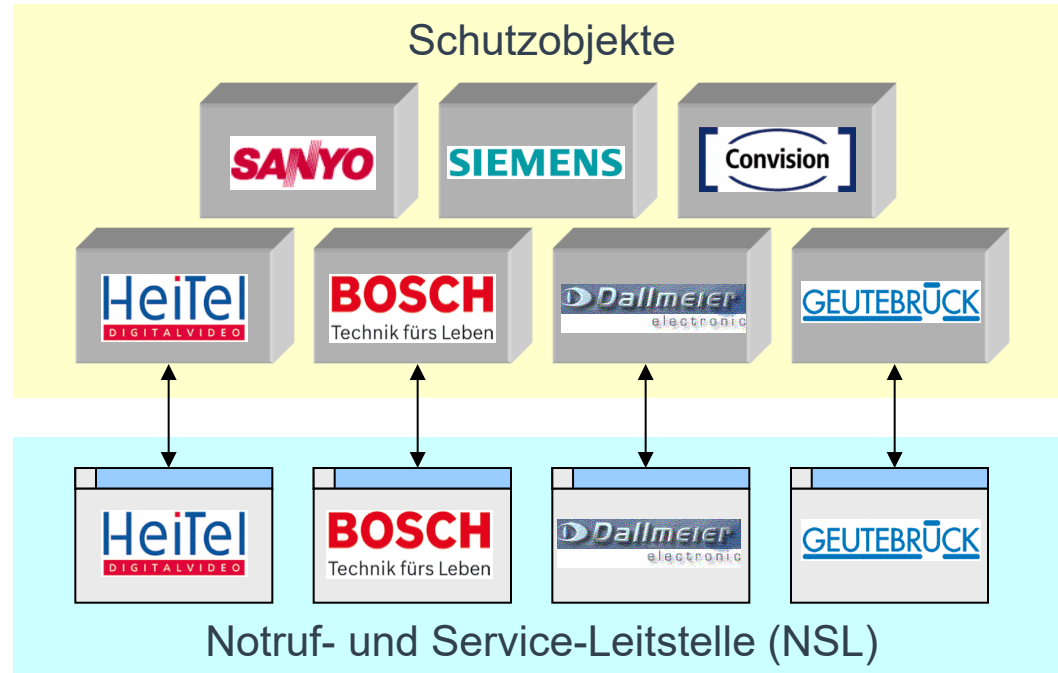 Schutzobjekte
SANYO
SIEMENS
Convision
HeiTel
DIGITALVIDEO
BOSCH
Technik fürs Leben
Dallmeier
electronic
GEUTEBRÜCK
HeiTel
DIGITALVIDEO
BOSCH
Technik fürs Leben
Dallmeier
electronic
GEUTEBRÜCK
Notruf- und Service-Leitstelle (NSL)